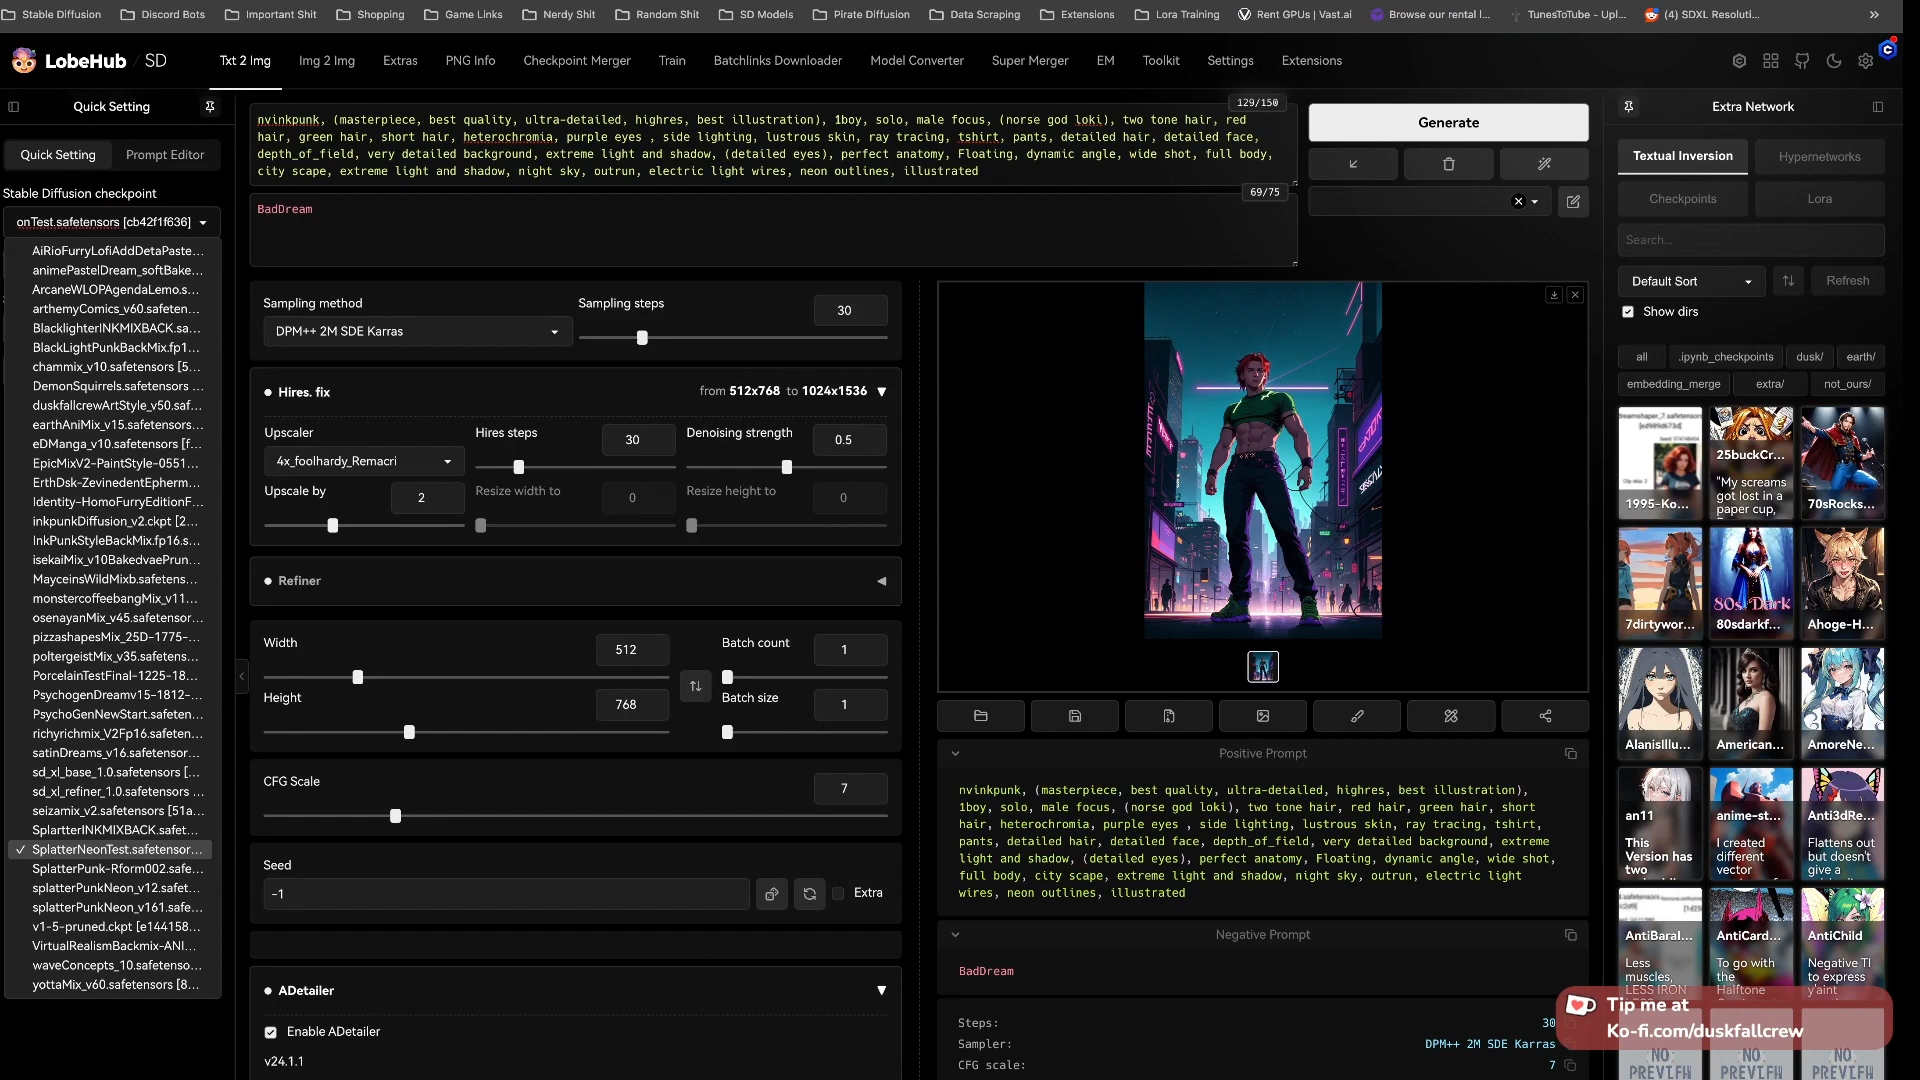 Stable Diffusion
Discord Bots
Important Shit
Shopping
Game Links
Nerdy Shit
Random Shit
SD Models
Pirate Diffusion
Data Scraping
Extensions
Lora Training
Rent GPUs | Vast.ai
Browse our rental l...
TunesToTube - Upl...
(4) SDXL Resoluti...
LobeHub / SD
Txt 2 Img
Img 2 Img
Extras
PNG Info
Checkpoint Merger
Train
Batchlinks Downloader
Model Converter
Super Merger
EM
Toolkit
Settings
Extensions
Quick Setting
Quick Setting
Prompt Editor
Stable Diffusion checkpoint
onTest.safetensors [cb42f1f636]
AiRioFurryLofiAddDetaPaste...
animePastelDream_softBake...
ArcaneWLOPAgendaLemo.s...
arthemyComics_v60.safeten...
BlacklighterINKMIXBACK.sa...
BlackLightPunkBackMix.fp1...
chammix_v10.safetensors [5...
DemonSquirrels.safetensors ...
duskfallcrewArtStyle_v50.saf...
earthAniMix_v15.safetensors...
eDManga_v10.safetensors [f...
EpicMixV2-PaintStyle-0551...
ErthDsk-ZevinedentEpherm...
Identity-HomoFurryEditionF...
inkpunkDiffusion_v2.ckpt [2...
InkPunkStyleBackMix.fp16.s...
isekaiMix_v10BakedvaePrun...
MayceinsWildMixb.safetens...
monstercoffeebangMix_v11...
osenayanMix_v45.safetensor...
pizzashapesMix_25D-1775-...
poltergeistMix_v35.safetens...
PorcelainTestFinal-1225-18...
PsychogenDreamv15-1812-...
PsychoGenNewStart.safeten...
richyrichmix_V2Fp16.safeten...
satinDreams_v16.safetensor...
sd_xl_base_1.0.safetensors [...
sd_xl_refiner_1.0.safetensors ...
seizamix_v2.safetensors [51a...
SplartterINKMIXBACK.safet...
SplatterNeonTest.safetensor...
SplatterPunk-Rform002.safe...
splatterPunkNeon_v12.safet...
splatterPunkNeon_v161.safe...
v1-5-pruned.ckpt [e144158...
VirtualRealismBackmix-ANI...
waveConcepts_10.safetenso...
yottaMix_v60.safetensors [8...
129/150
nvinkpunk, (masterpiece, best quality, ultra-detailed, highres, best illustration), 1boy, solo, male focus, (norse god loki), two tone hair, red
hair, green hair, short hair, heterochromia, purple eyes , side lighting, lustrous skin, ray tracing, tshirt, pants, detailed hair, detailed face,
depth_of_field, very detailed background, extreme light and shadow, (detailed eyes), perfect anatomy, Floating, dynamic angle, wide shot, full body,
city scape, extreme light and shadow, night sky, outrun, electric light wires, neon outlines, illustrated
69/75
BadDream
Generate
Sampling method
DPM++ 2M SDE Karras
Sampling steps
30
Hires. fix
from 512x768 to 1024x1536
Upscaler
4x_foolhardy_Remacri
Hires steps
30
Denoising strength
0.5
Upscale by
2
Resize width to
0
Resize height to
0
Refiner
Width
512
Height
768
Batch count
1
Batch size
1
CFG Scale
7
Seed
-1
Extra
ADetailer
Enable ADetailer
v24.1.1
Positive Prompt
nvinkpunk, (masterpiece, best quality, ultra-detailed, highres, best illustration),
1boy, solo, male focus, (norse god loki), two tone hair, red hair, green hair, short
hair, heterochromia, purple eyes , side lighting, lustrous skin, ray tracing, tshirt,
pants, detailed hair, detailed face, depth_of_field, very detailed background, extreme
light and shadow, (detailed eyes), perfect anatomy, Floating, dynamic angle, wide shot,
full body, city scape, extreme light and shadow, night sky, outrun, electric light
wires, neon outlines, illustrated
Negative Prompt
BadDream
Steps: 30
Sampler: DPM++ 2M SDE Karras
CFG scale: 7
Extra Network
Textual Inversion
Hypernetworks
Checkpoints
Lora
Search...
Default Sort
Refresh
Show dirs
all
.ipynb_checkpoints
dusk/
earth/
embedding_merge
extra/
not_ours/
1995-Ko...
25buckCr...
"My screams
got lost in a
paper cup,
70sRocks...
7dirtywor...
80s Dark
80sdarkf...
Ahoge-H...
AlanisIllu...
American...
AmoreNe...
an11
This
Version has
two
anime-st...
I created
different
vector
Anti3dRe...
Flattens out
but doesn't
give a
AntiBaral...
Less
muscles,
LESS IRON
AntiCard...
To go with
the
Halftone
AntiChild
Negative TI
to express
y'aint
Tip me at
Ko-fi.com/duskfallcrew
NO
PREVIEW
NO
PREVIEW
NO
PREVIEW